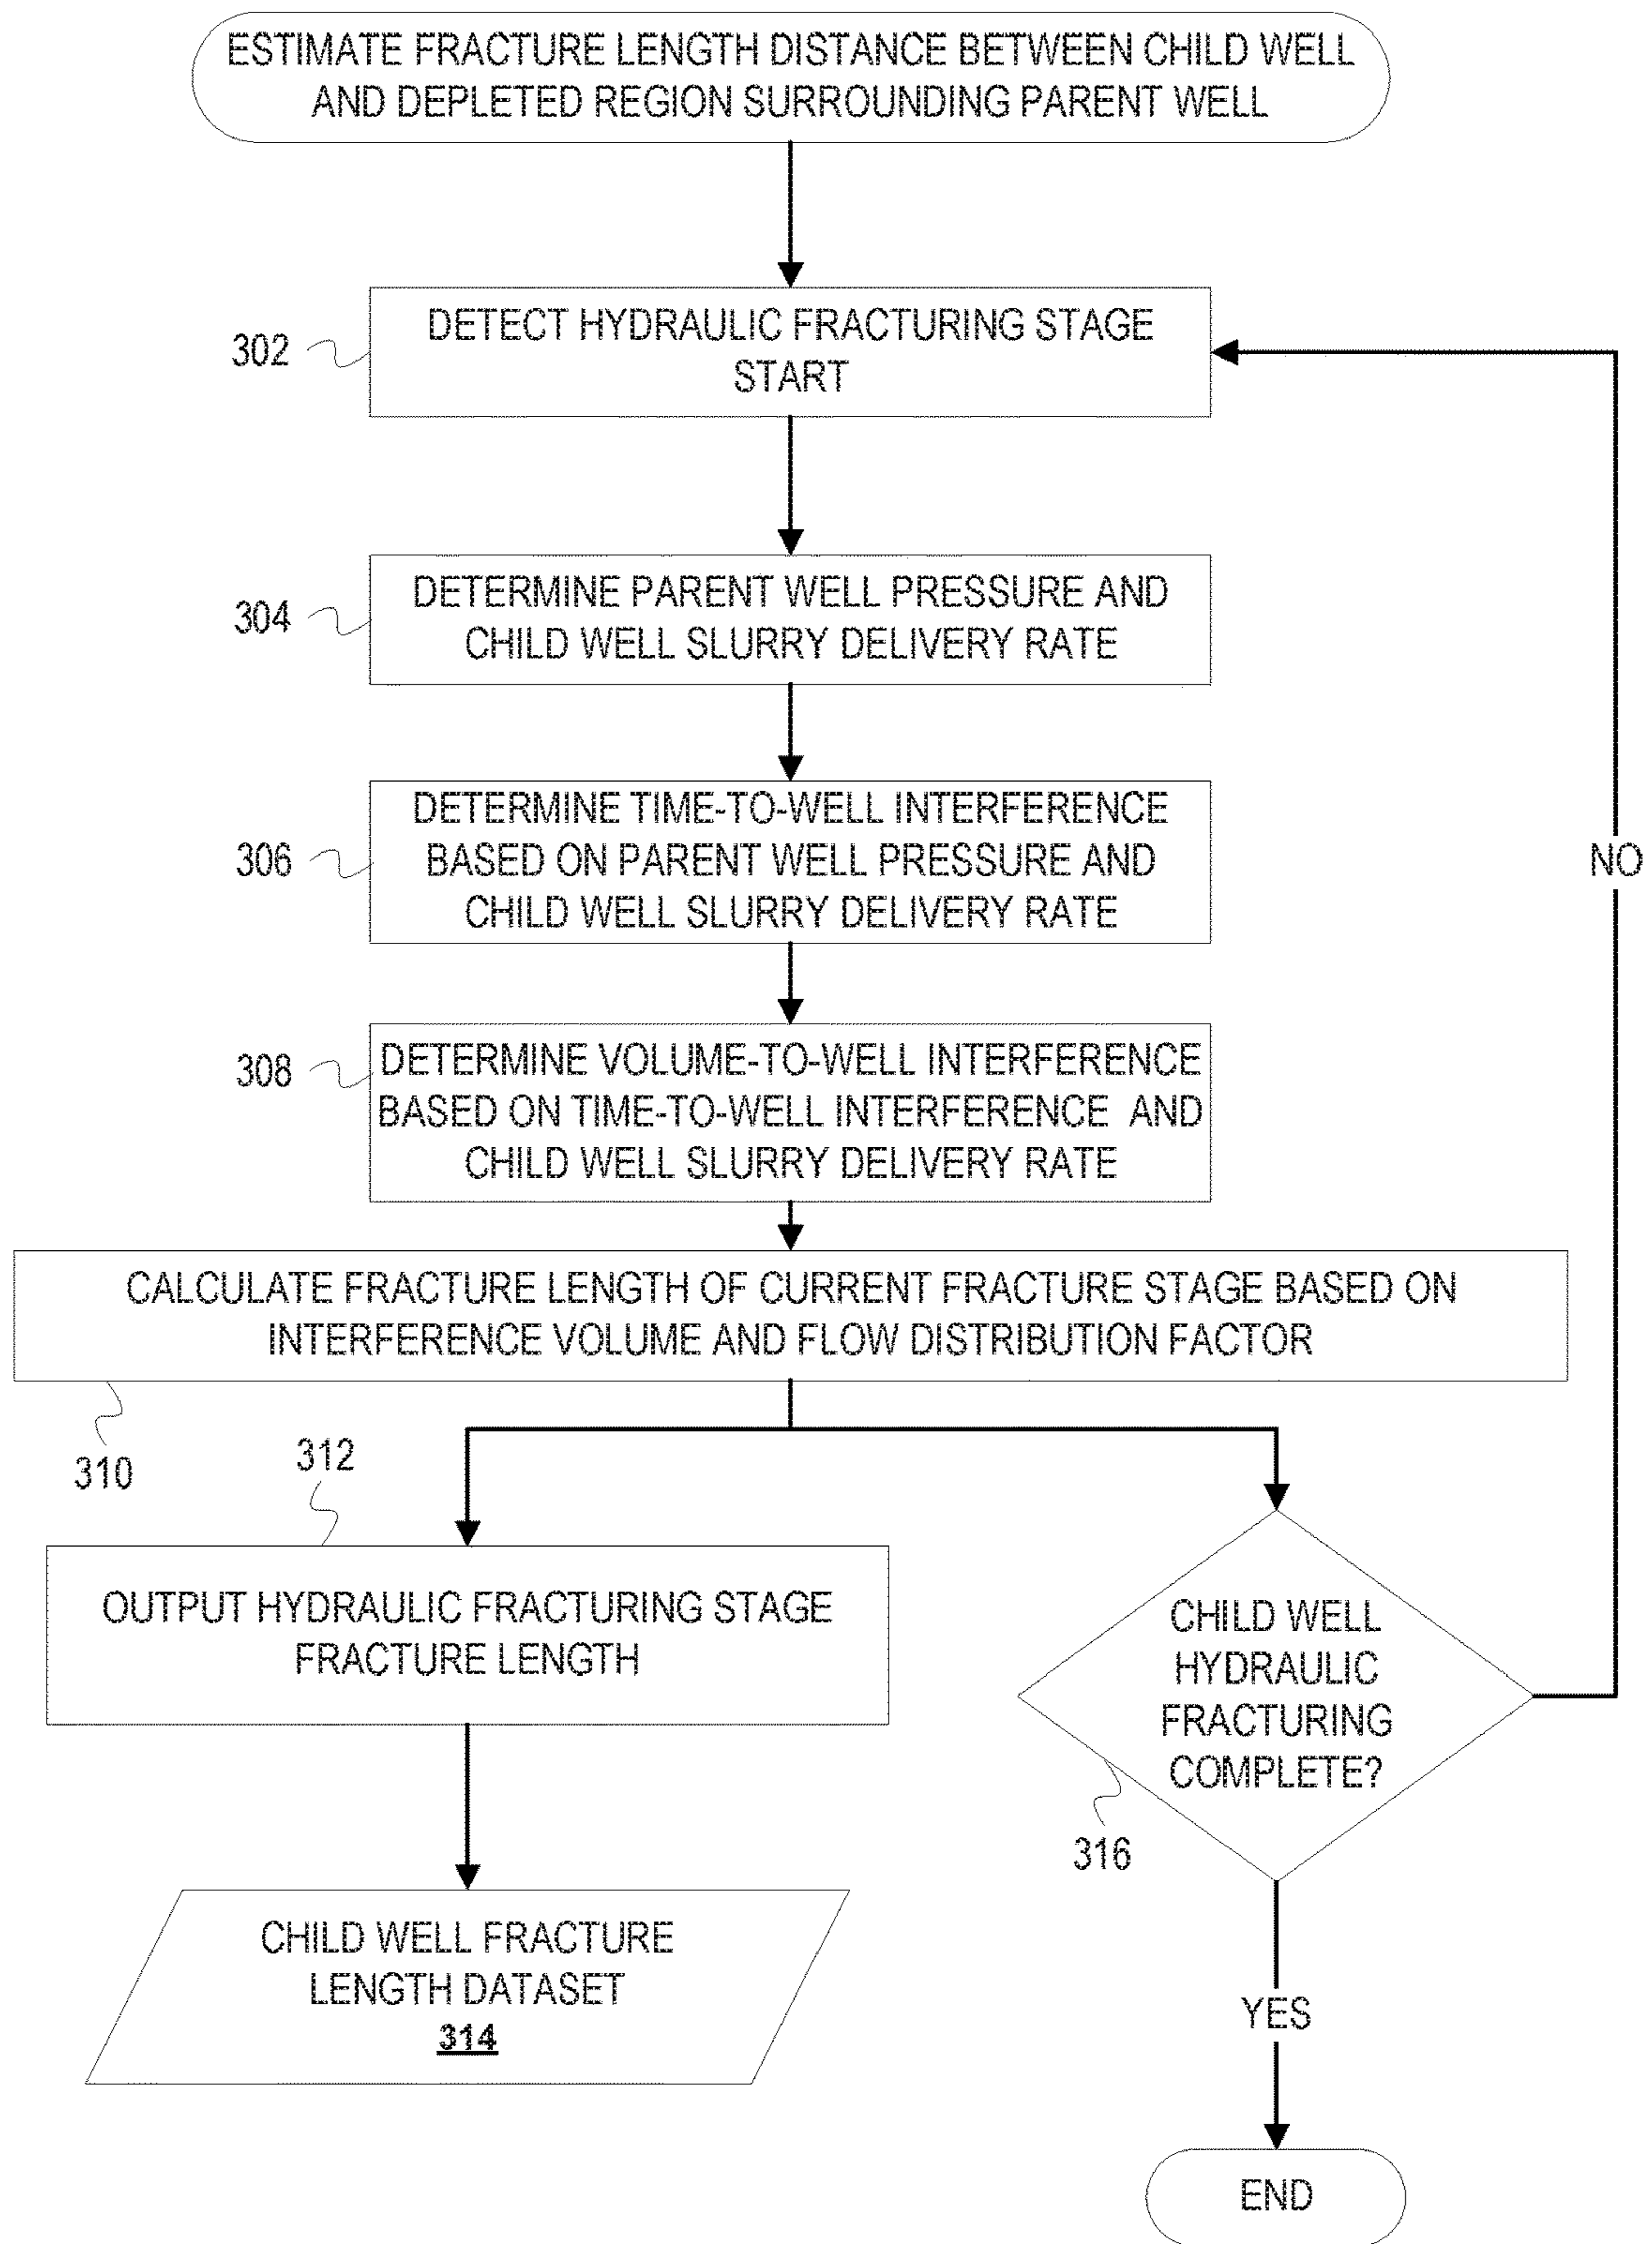 ESTIMATE FRACTURE LENGTH DISTANCE BETWEEN CHILD WELL
AND DEPLETED REGION SURROUNDING PARENT WELL
302
DETECT HYDRAULIC FRACTURING STAGE
START
304
DETERMINE PARENT WELL PRESSURE AND
CHILD WELL SLURRY DELIVERY RATE
306
DETERMINE TIME-TO-WELL INTERFERENCE
BASED ON PARENT WELL PRESSURE AND
CHILD WELL SLURRY DELIVERY RATE
NO
308
DETERMINE VOLUME-TO-WELL INTERFERENCE
BASED ON TIME-TO-WELL INTERFERENCE AND
CHILD WELL SLURRY DELIVERY RATE
CALCULATE FRACTURE LENGTH OF CURRENT FRACTURE STAGE BASED ON
INTERFERENCE VOLUME AND FLOW DISTRIBUTION FACTOR
310
312
OUTPUT HYDRAULIC FRACTURING STAGE
FRACTURE LENGTH
CHILD WELL
HYDRAULIC
FRACTURING
COMPLETE?
316
CHILD WELL FRACTURE
LENGTH DATASET
314
YES
END